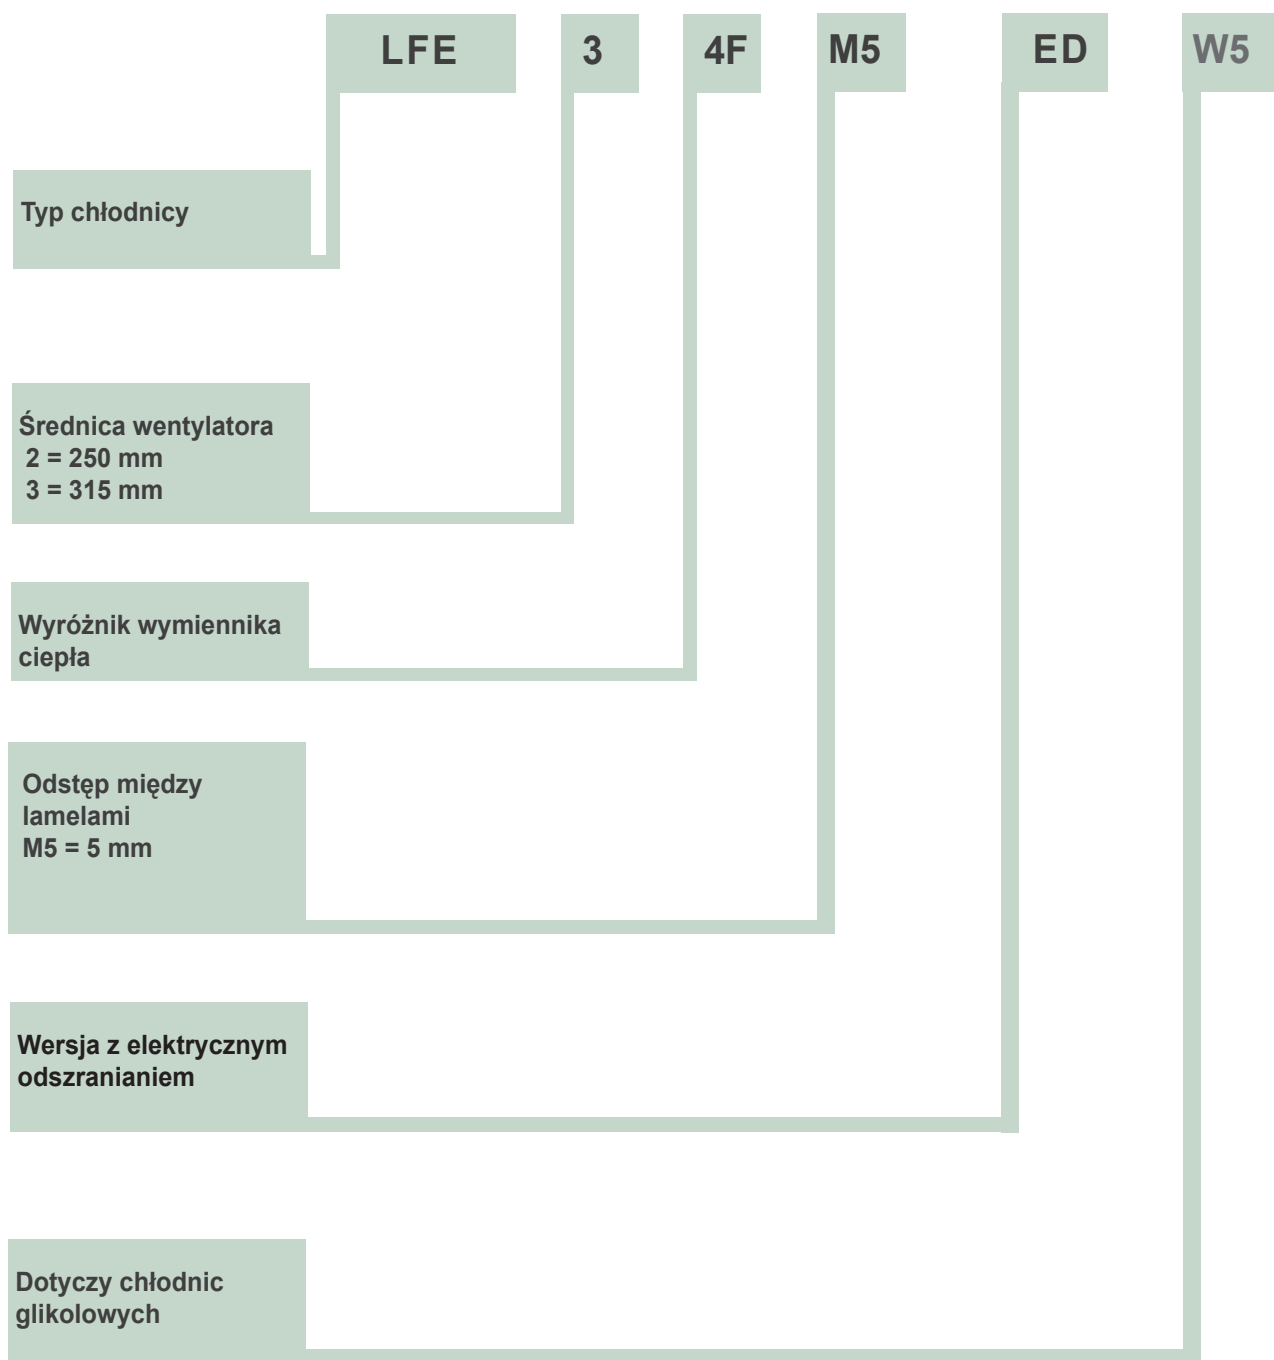 LFE 3 4F M5 ED W5
Typ chłodnicy
Średnica wentylatora
2 = 250 mm
3 = 315 mm
Wyróżnik wymiennika
ciepła
Odstęp między
lamelami
M5 = 5 mm
Wersja z elektrycznym
odszranianiem
Dotyczy chłodnic
glikolowych